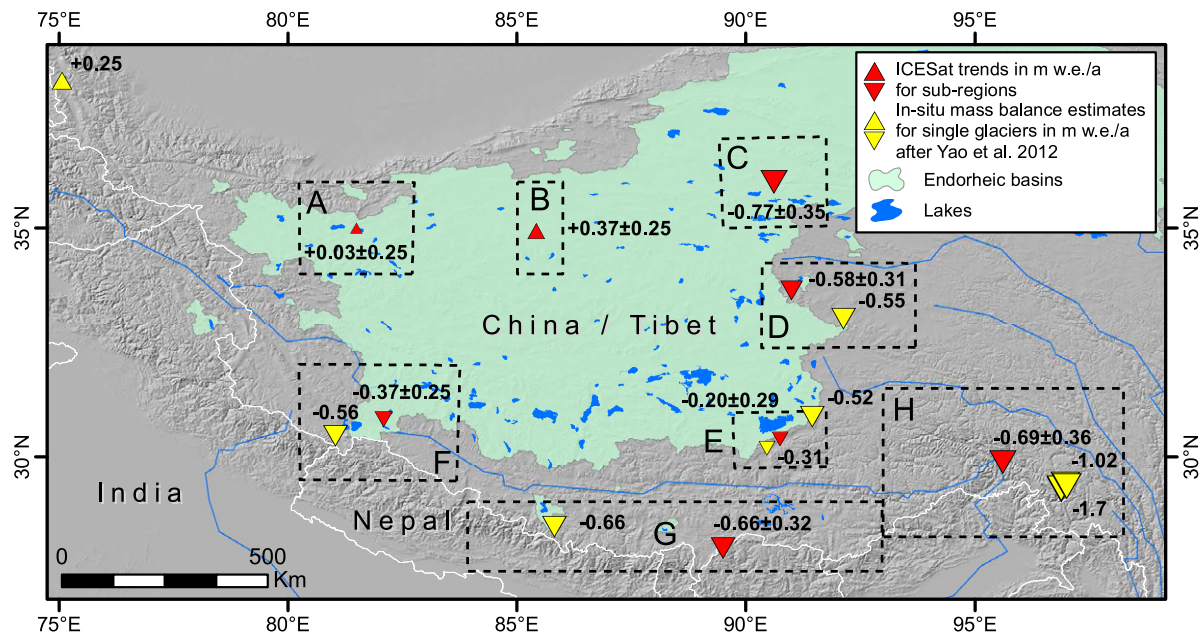 75°E
80°E
85°E
90°E
95°E
+0.25
ICESat trends in m w.e./a
for sub-regions
In-situ mass balance estimates
for single glaciers in m w.e./a
after Yao et al. 2012
Endorheic basins
Lakes
A
B
C
35°N
35°N
+0.03±0.25
+0.37±0.25
-0.77±0.35
-0.58±0.31
-0.55
D
China / Tibet
-0.37±0.25
-0.56
F
-0.20±0.29
-0.52
E
-0.31
H
-0.69±0.36
-1.02
-1.7
30°N
30°N
India
Nepal
-0.66
G
-0.66±0.32
0
500
Km
75°E
80°E
85°E
90°E
95°E